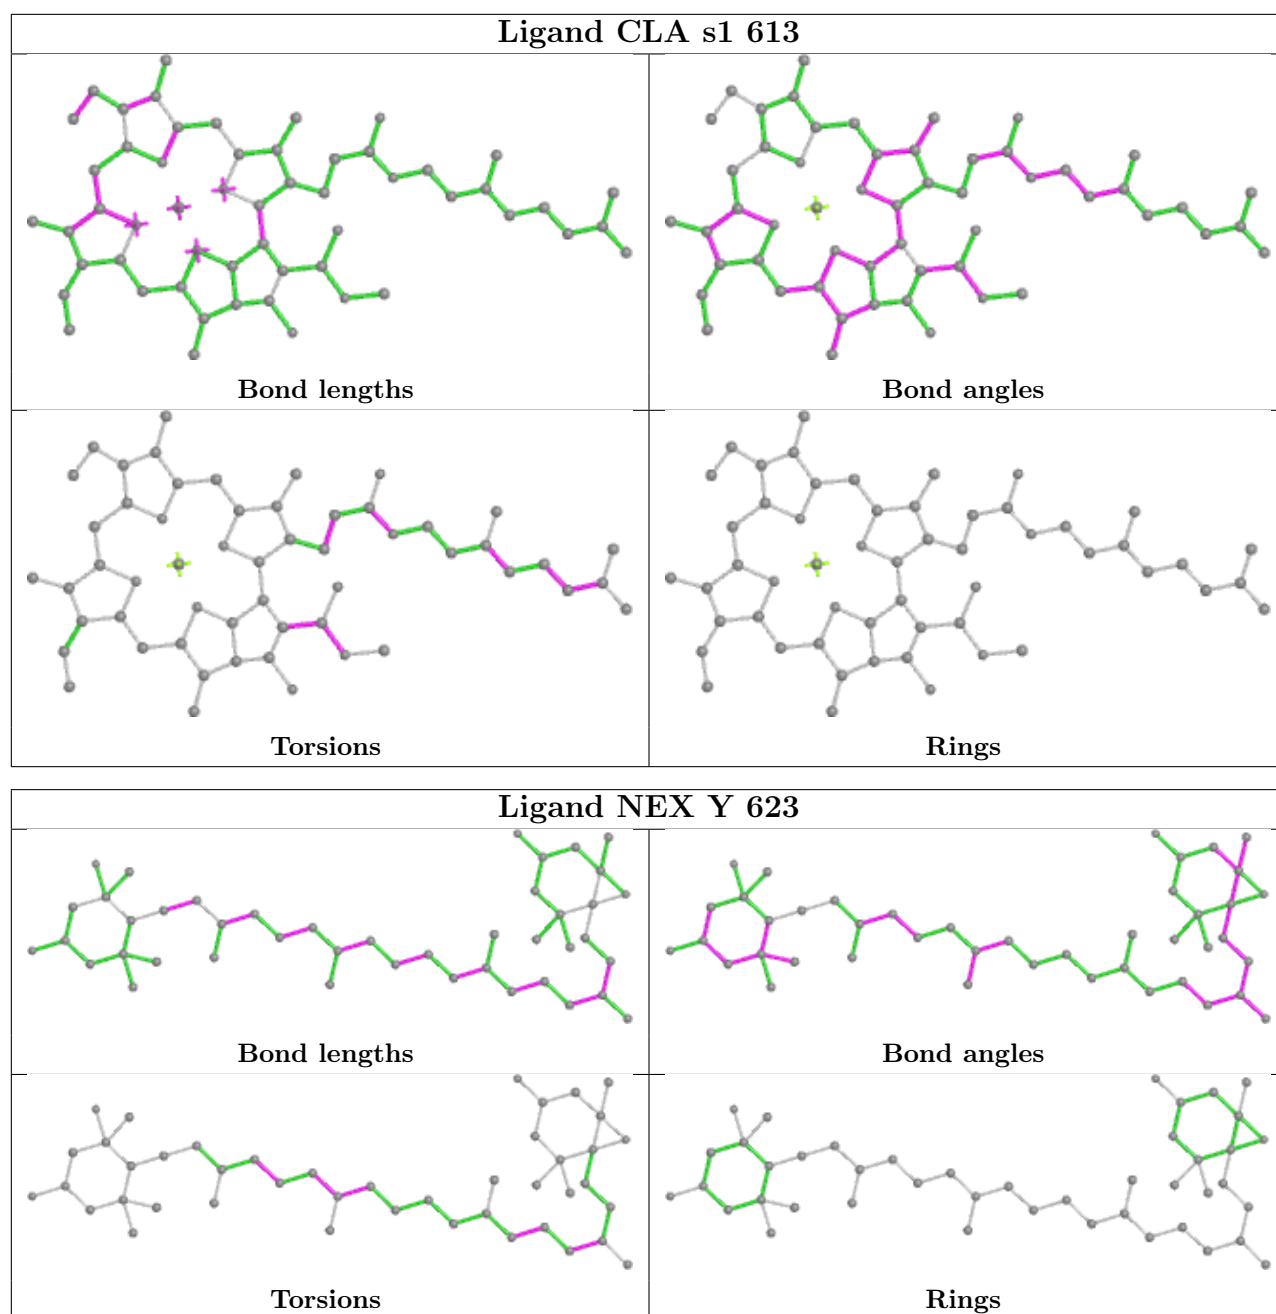 Ligand CLA s1 613
Bond lengths
Bond angles
Torsions
Rings
Ligand NEX Y 623
Bond lengths
Bond angles
Torsions
Rings